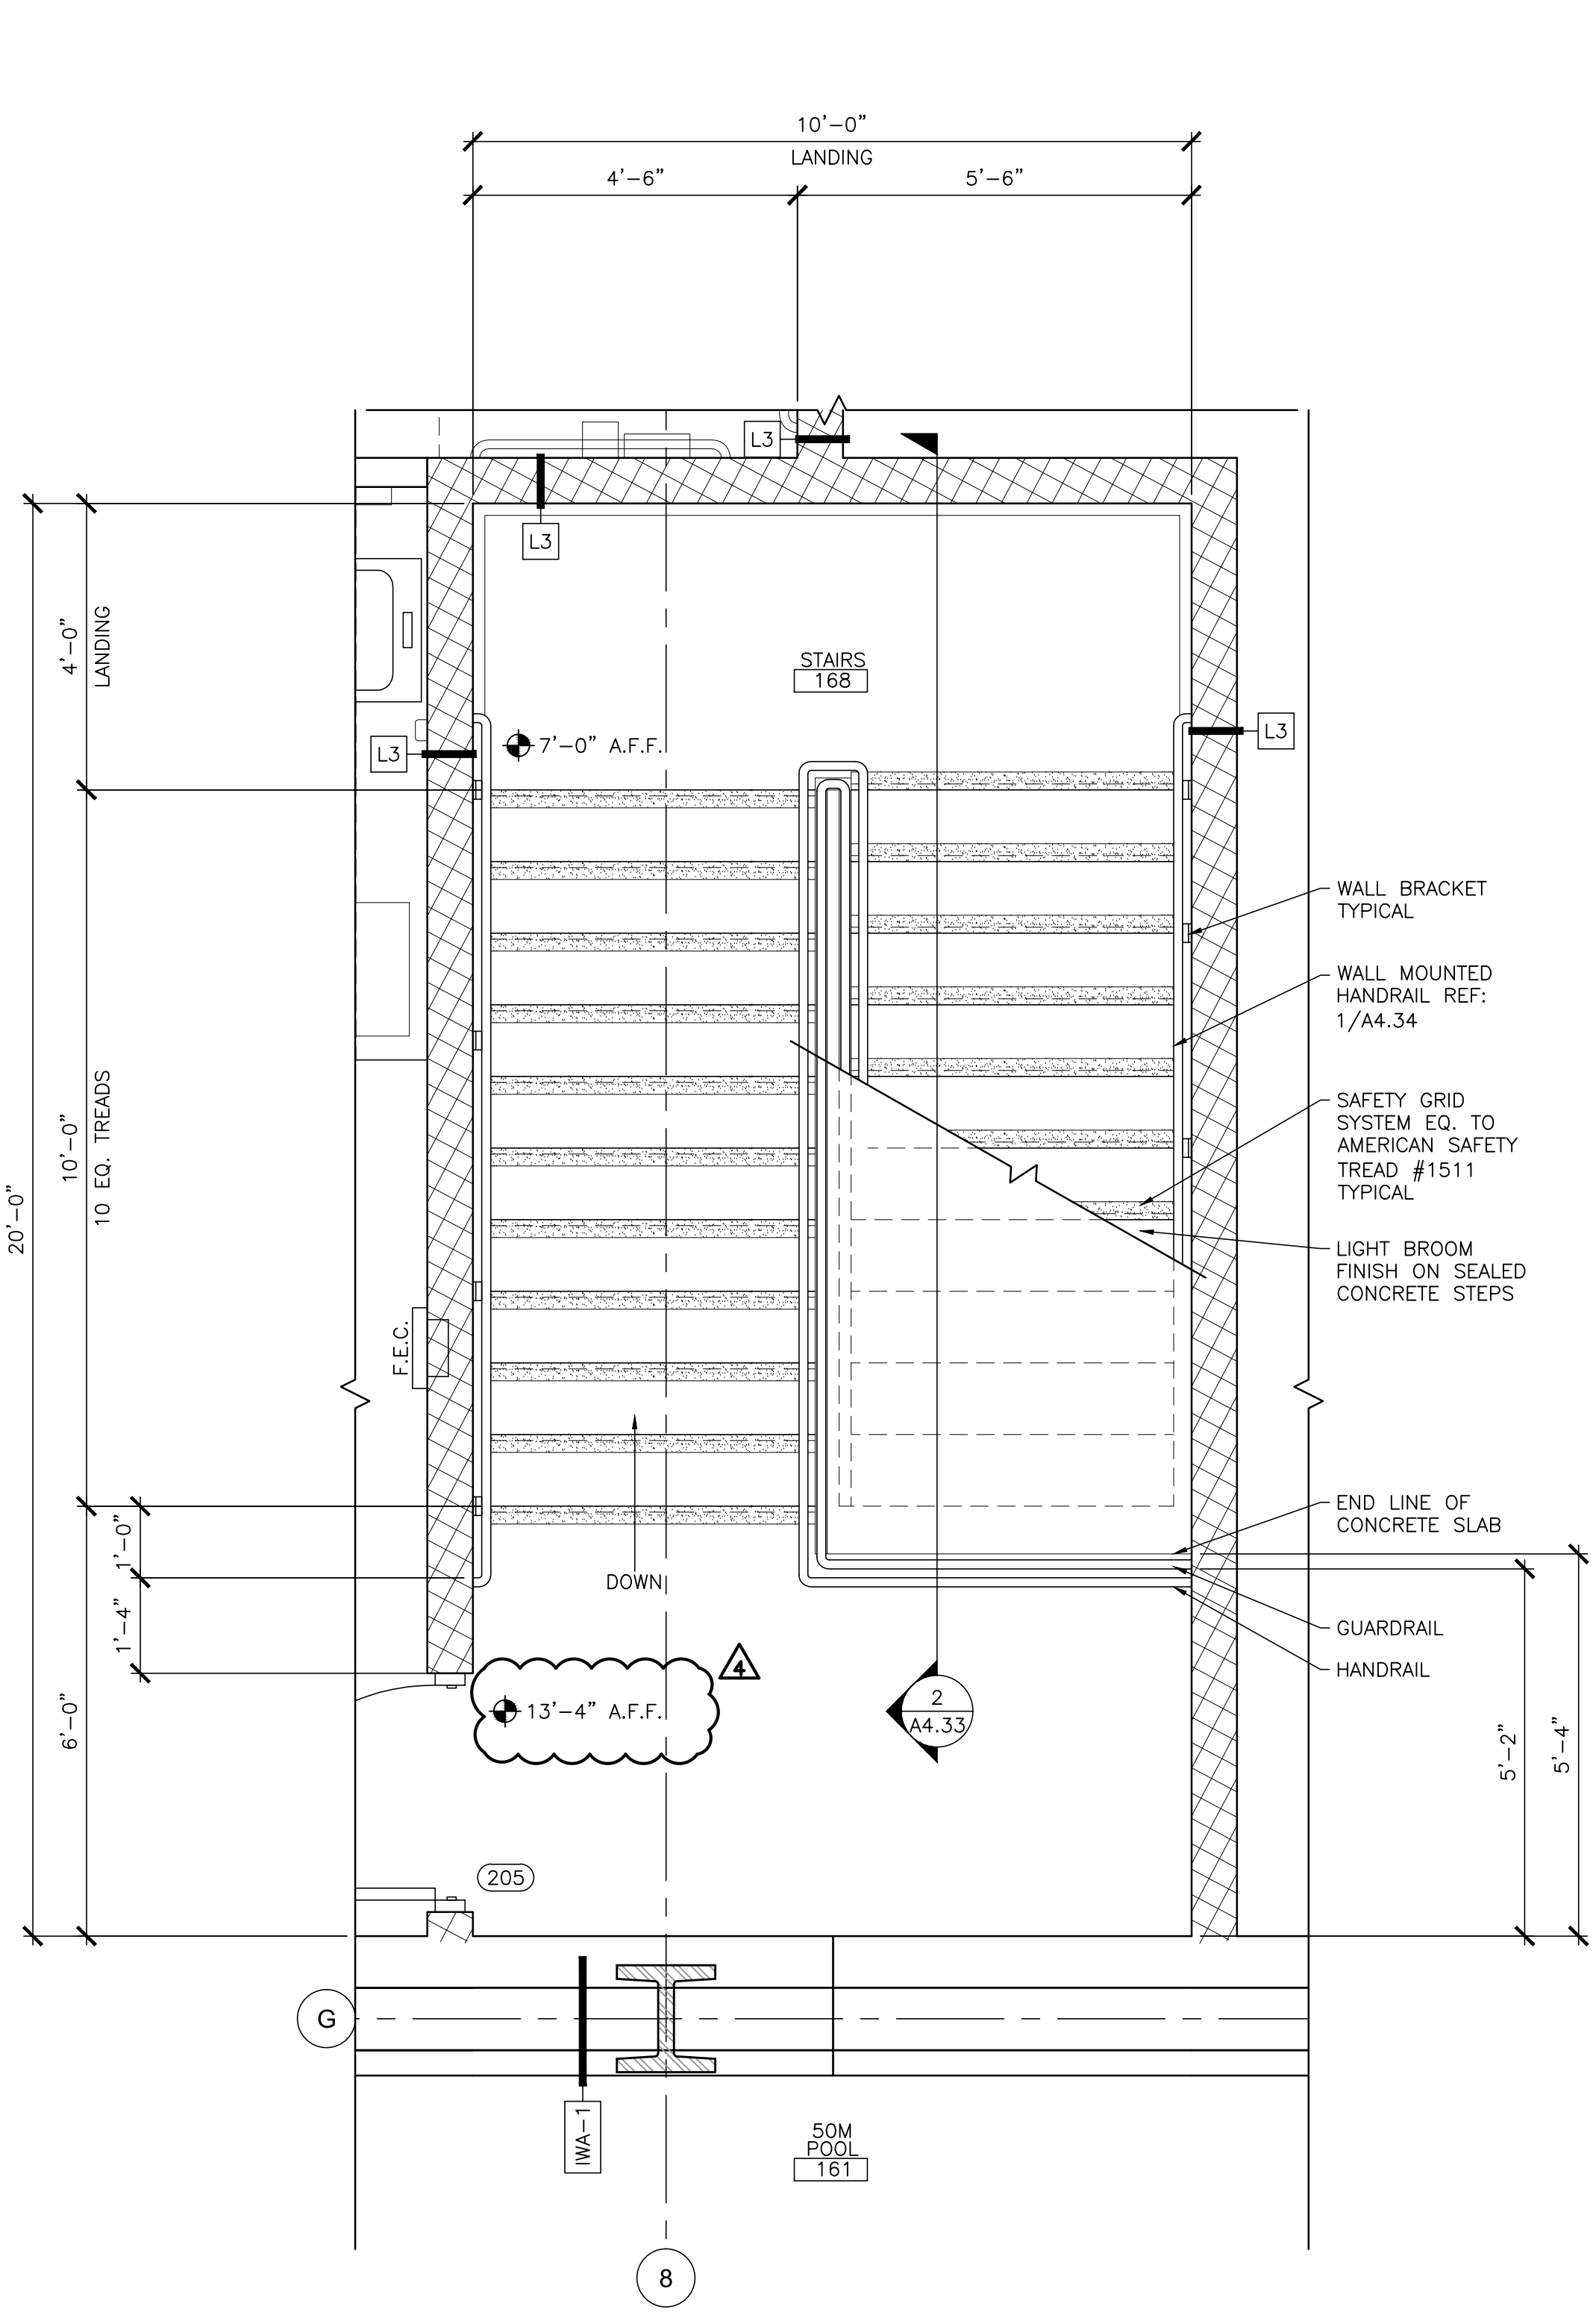 10'-0"
LANDING
4'-6"
5'-6"
L3
L3
4'-0"
LANDING
STAIRS
168
L3
7'-0" A.F.F.
L3
WALL BRACKET
TYPICAL
WALL MOUNTED
HANDRAIL REF:
1/A4.34
SAFETY GRID
SYSTEM EQ. TO
AMERICAN SAFETY
TREAD #1511
TYPICAL
LIGHT BROOM
FINISH ON SEALED
CONCRETE STEPS
20'-0"
10'-0"
10 EQ. TREADS
F.E.C.
END LINE OF
CONCRETE SLAB
1'-0"
DOWN
1'-4"
GUARDRAIL
HANDRAIL
4
13'-4" A.F.F.
2
A4.33
6'-0"
5'-2"
5'-4"
205
G
IWA-1
50M
POOL
161
8